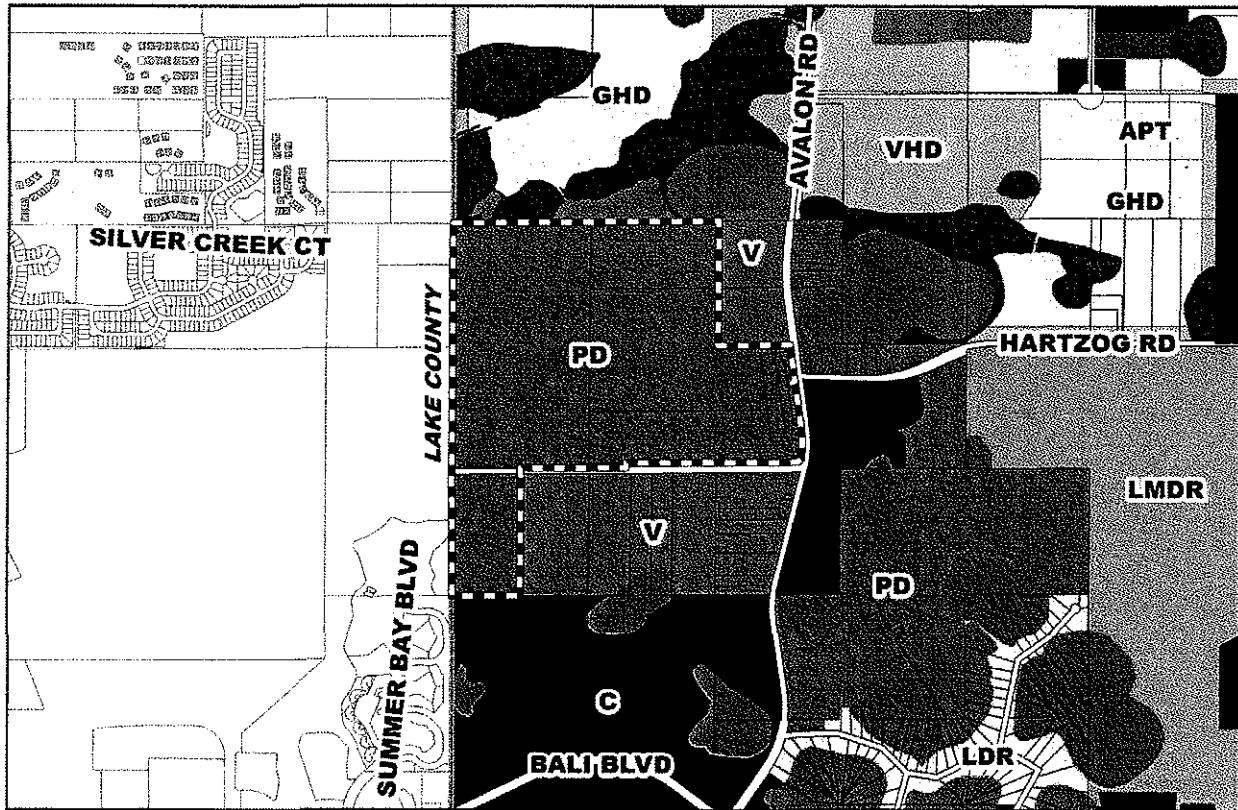 GHD
AVALON RD
VHD
APT
GHD
SILVER CREEK CT
V
LAKE COUNTY
PD
HARTZOG RD
LMDR
V
PD
SUMMER BAY BLVD
C
LDR
BALI BLVD